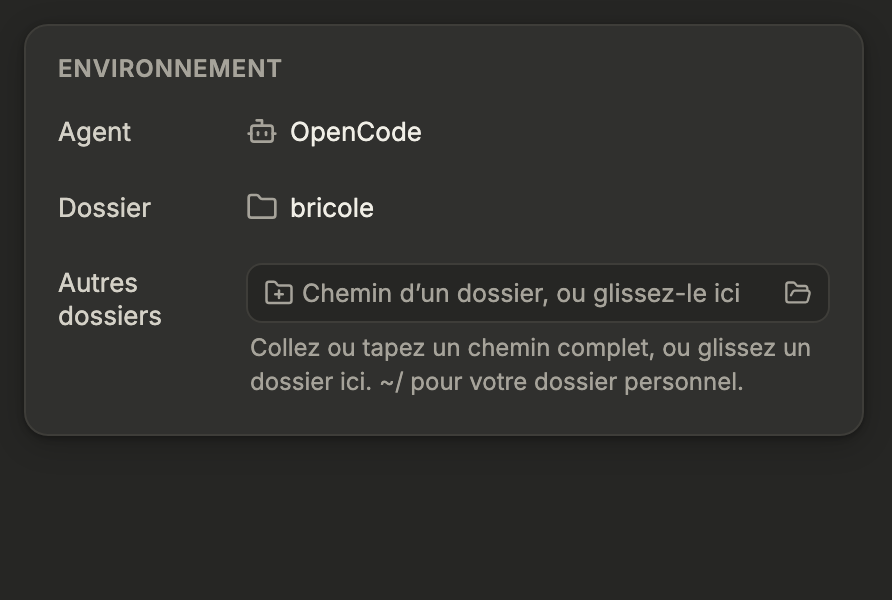 ENVIRONNEMENT
Agent OpenCode
Dossier bricole
Autres dossiers
Chemin d’un dossier, ou glissez-le ici
Collez ou tapez un chemin complet, ou glissez un
dossier ici. ~/ pour votre dossier personnel.